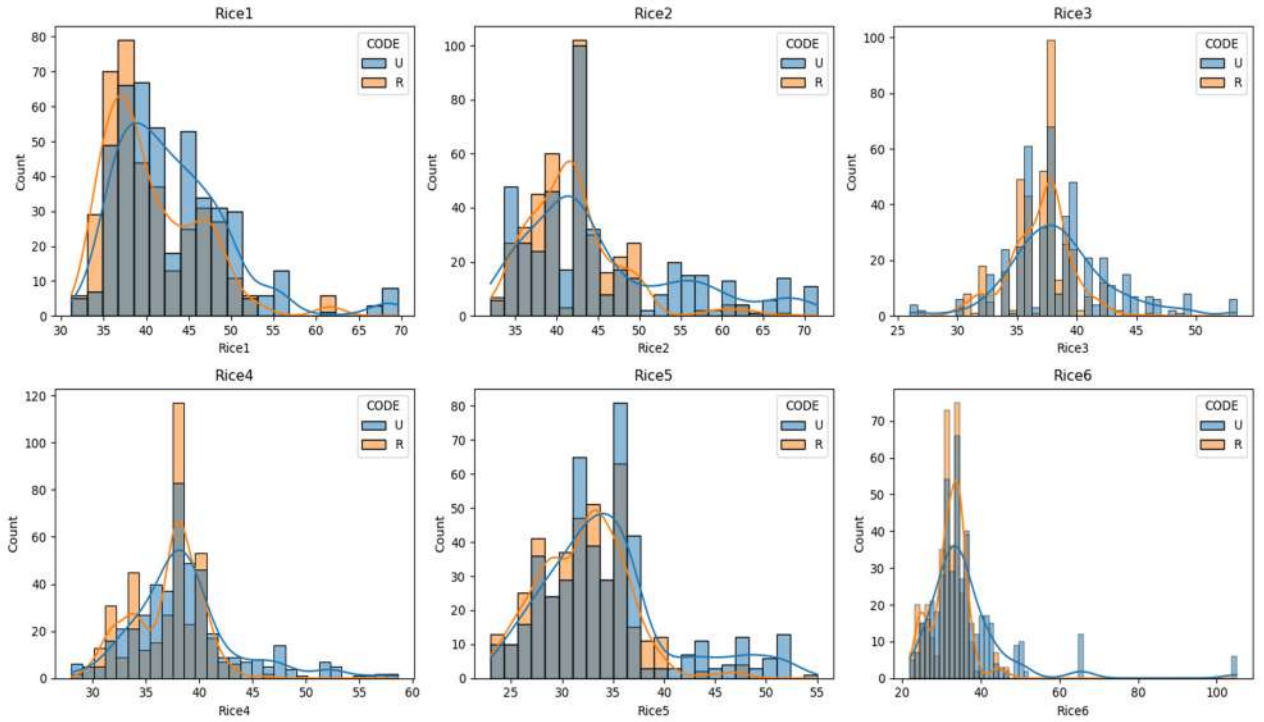 Rice1
80
70
60
50
40
30
20
10
0
Count
30 35 40 45 50 55 60 65 70
Rice1
CODE
U
R
Rice2
100
80
60
40
20
0
Count
35 40 45 50 55 60 65 70
Rice2
CODE
U
R
Rice3
100
80
60
40
20
0
Count
25 30 35 40 45 50
Rice3
CODE
U
R
Rice4
120
100
80
60
40
20
0
Count
30 35 40 45 50 55 60
Rice4
CODE
U
R
Rice5
80
70
60
50
40
30
20
10
0
Count
25 30 35 40 45 50 55
Rice5
CODE
U
R
Rice6
70
60
50
40
30
20
10
0
Count
20 40 60 80 100
Rice6
CODE
U
R